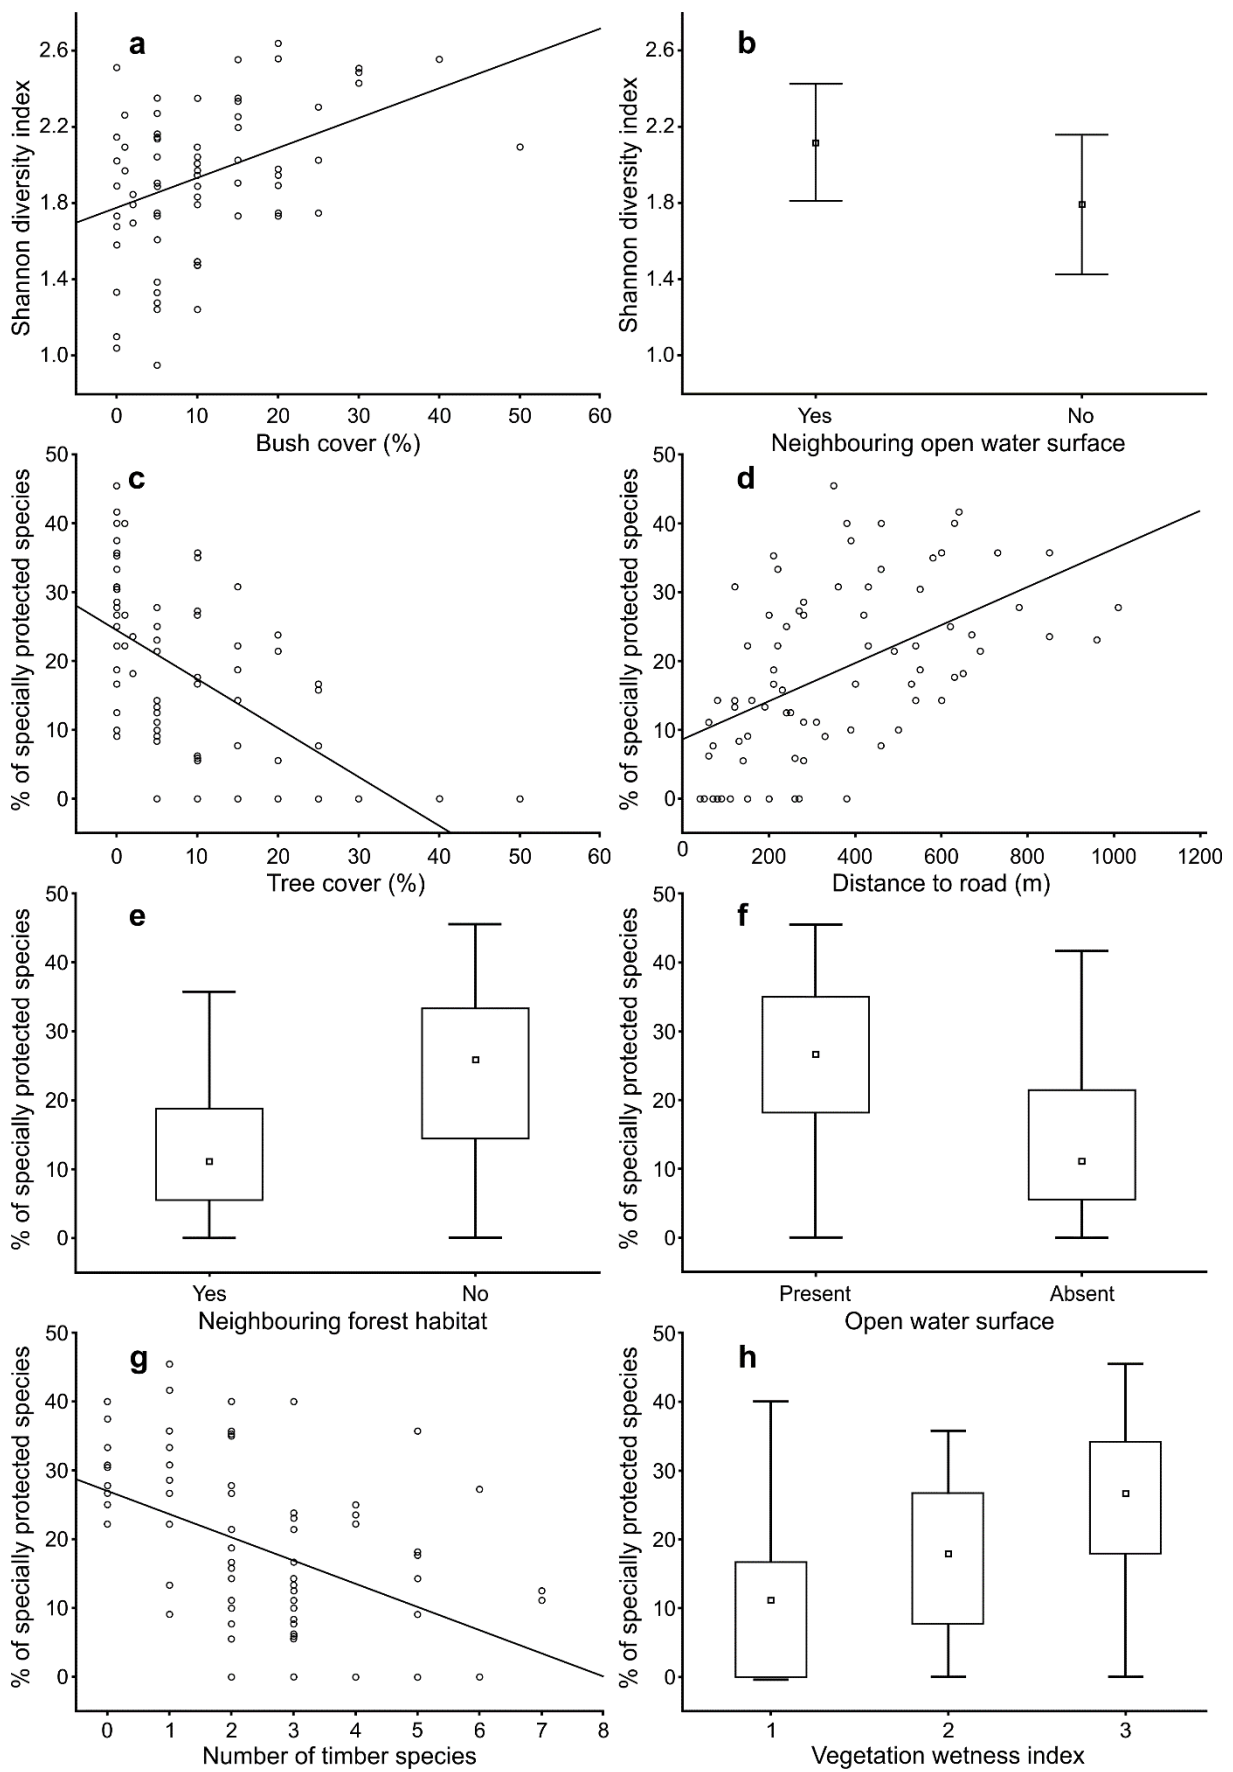 a
Shannon diversity index
2.6
2.2
1.8
1.4
1.0
0 10 20 30 40 50 60
Bush cover (%)
b
Shannon diversity index
2.6
2.2
1.8
1.4
1.0
Yes No
Neighbouring open water surface
c
% of specially protected species
50
40
30
20
10
0
0 10 20 30 40 50 60
Tree cover (%)
d
% of specially protected species
50
40
30
20
10
0
0 200 400 600 800 1000 1200
Distance to road (m)
e
% of specially protected species
50
40
30
20
10
0
Yes No
Neighbouring forest habitat
f
% of specially protected species
50
40
30
20
10
0
Present Absent
Open water surface
g
% of specially protected species
50
40
30
20
10
0
0 1 2 3 4 5 6 7 8
Number of timber species
h
% of specially protected species
50
40
30
20
10
0
1 2 3
Vegetation wetness index